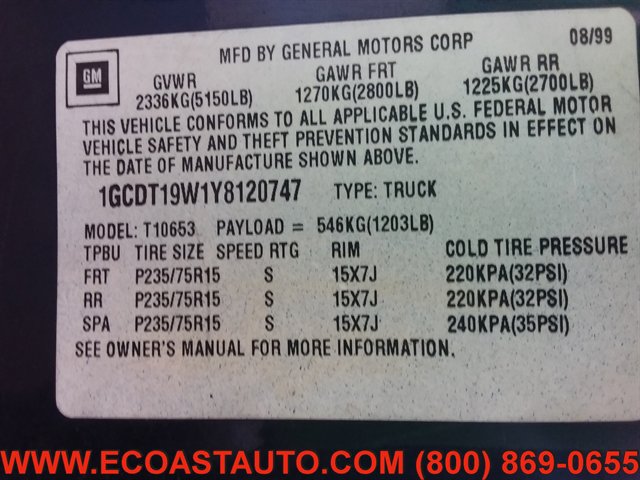 MFD BY GENERAL MOTORS CORP 08/99
GM
GVWR GAWR FRT GAWR RR
2336KG(5150LB) 1270KG(2800LB) 1225KG(2700LB)
THIS VEHICLE CONFORMS TO ALL APPLICABLE U.S. FEDERAL MOTOR
VEHICLE SAFETY AND THEFT PREVENTION STANDARDS IN EFFECT ON
THE DATE OF MANUFACTURE SHOWN ABOVE.
1GCDT19W1Y8120747 TYPE: TRUCK
MODEL: T10653 PAYLOAD = 546KG(1203LB)
TPBU TIRE SIZE SPEED RTG RIM COLD TIRE PRESSURE
FRT P235/75R15 S 15X7J 220KPA(32PSI)
RR P235/75R15 S 15X7J 220KPA(32PSI)
SPA P235/75R15 S 15X7J 240KPA(35PSI)
SEE OWNER'S MANUAL FOR MORE INFORMATION.
WWW.ECOASTAUTO.COM (800) 869-0655